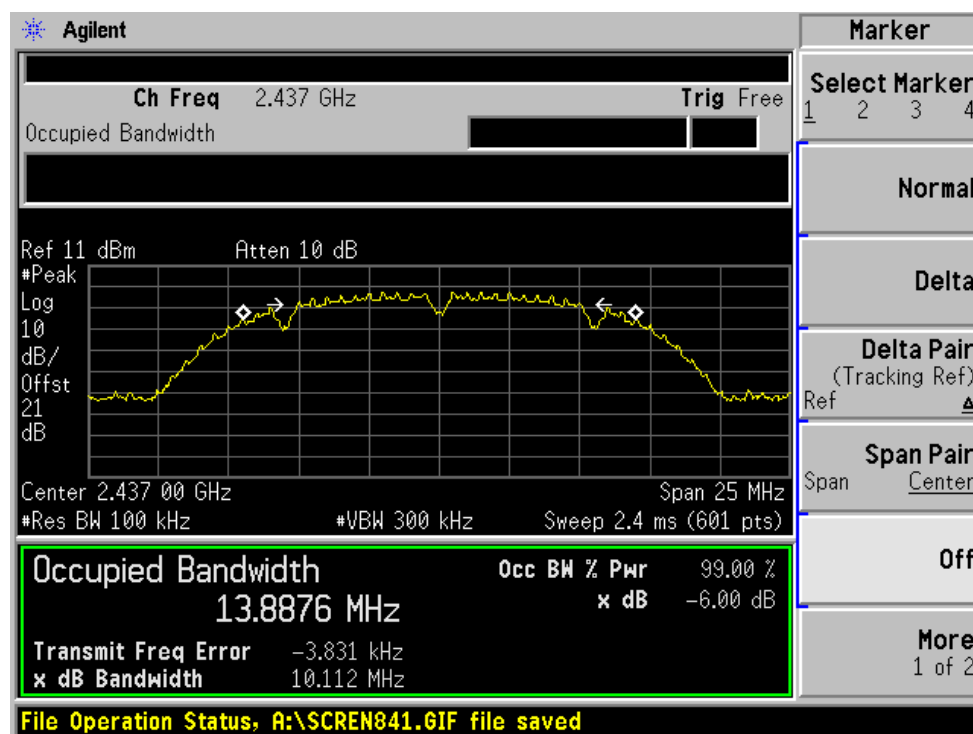 Agilent
Ch Freq 2.437 GHz Trig Free
Occupied Bandwidth
Ref 11 dBm Atten 10 dB
#Peak
Log
10
dB/
Offst
21
dB
Center 2.437 00 GHz Span 25 MHz
#Res BW 100 kHz #VBW 300 kHz Sweep 2.4 ms (601 pts)
Occupied Bandwidth
13.8876 MHz
Occ BW % Pwr 99.00 %
x dB -6.00 dB
Transmit Freq Error -3.831 kHz
x dB Bandwidth 10.112 MHz
File Operation Status, A:\SCREN841.GIF file saved
Marker
Select Marker
1 2 3 4
Normal
Delta
Delta Pair
(Tracking Ref)
Ref Δ
Span Pair
Span Center
Off
More
1 of 2